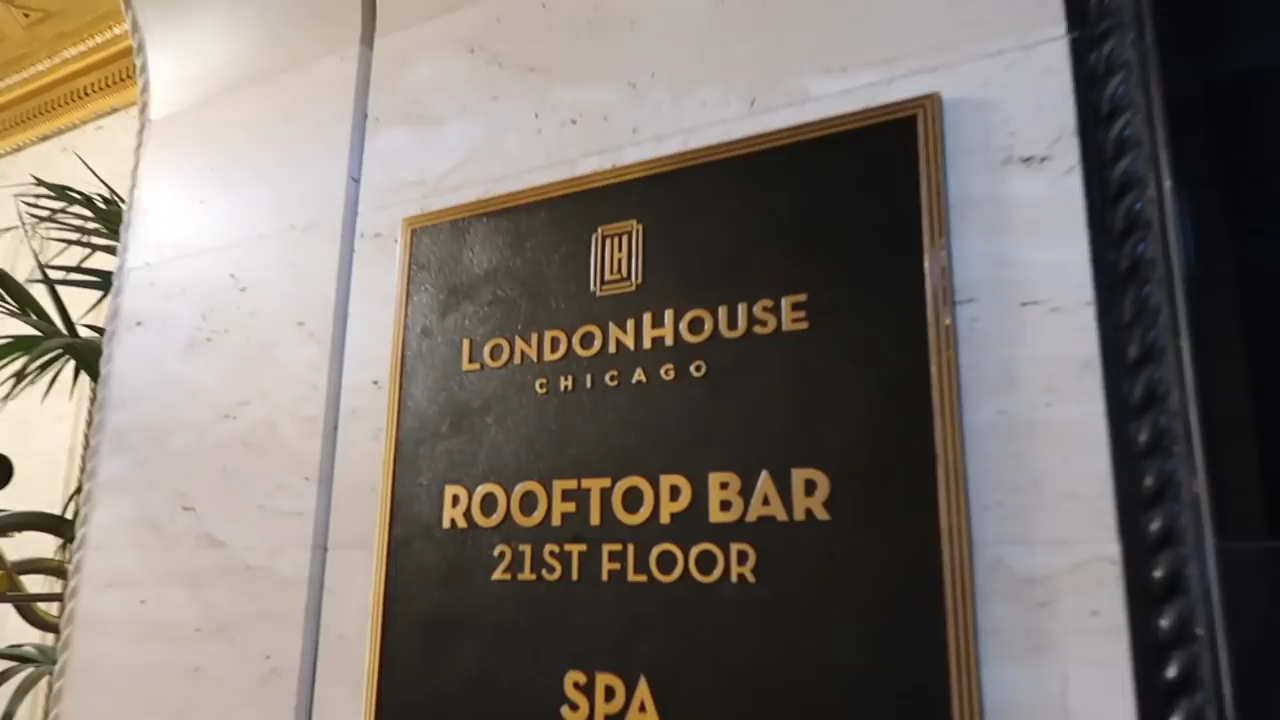 LH
LONDONHOUSE
CHICAGO
ROOFTOP BAR
21ST FLOOR
SPA